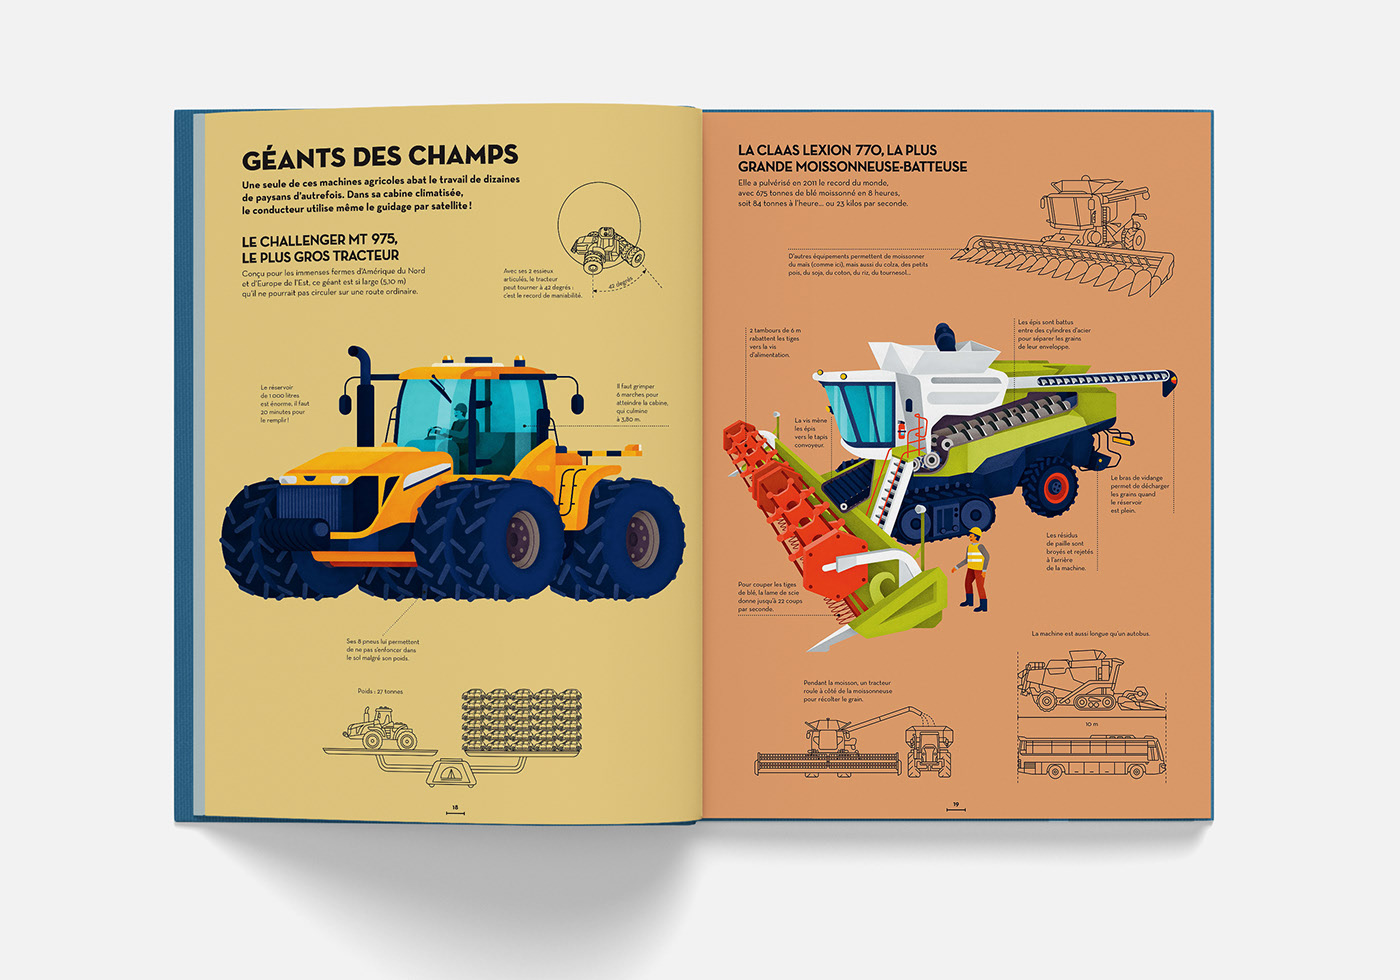 GÉANTS DES CHAMPS
Une seule de ces machines agricoles abat le travail de dizaines
de paysans d'autrefois. Dans sa cabine climatisée,
le conducteur utilise même le guidage par satellite !
LE CHALLENGER MT 975,
LE PLUS GROS TRACTEUR
Conçu pour les immenses fermes d'Amérique du Nord
et d'Europe de l'Est, ce géant est si large (5,10 m)
qu'il ne pourrait pas circuler sur une route ordinaire.
Avec ses 2 essieux
articulés, le tracteur
peut tourner à 42 degrés :
c'est le record de maniabilité.
42 degrés
Le réservoir
de 1 000 litres
est énorme, il faut
20 minutes pour
le remplir !
Il faut grimper
6 marches pour
atteindre la cabine,
qui culmine
à 3,80 m.
Ses 8 pneus lui permettent
de ne pas s'enfoncer dans
le sol malgré son poids.
Poids : 27 tonnes
18
LA CLAAS LEXION 770, LA PLUS
GRANDE MOISSONNEUSE-BATTEUSE
Elle a pulvérisé en 2011 le record du monde,
avec 675 tonnes de blé moissonné en 8 heures,
soit 84 tonnes à l'heure... ou 23 kilos par seconde.
D'autres équipements permettent de moissonner
du maïs (comme ici), mais aussi du colza, des petits
pois, du soja, du coton, du riz, du tournesol...
2 tambours de 6 m
rabattent les tiges
vers la vis
d'alimentation.
Les épis sont battus
entre des cylindres d'acier
pour séparer les grains
de leur enveloppe.
La vis mène
les épis
vers le tapis
convoyeur.
Le bras de vidange
permet de décharger
les grains quand
le réservoir
est plein.
Les résidus
de paille sont
broyés et rejetés
à l'arrière
de la machine.
Pour couper les tiges
de blé, la lame de scie
donne jusqu'à 22 coups
par seconde.
La machine est aussi longue qu'un autobus.
Pendant la moisson, un tracteur
roule à côté de la moissonneuse
pour récolter le grain.
10 m
19